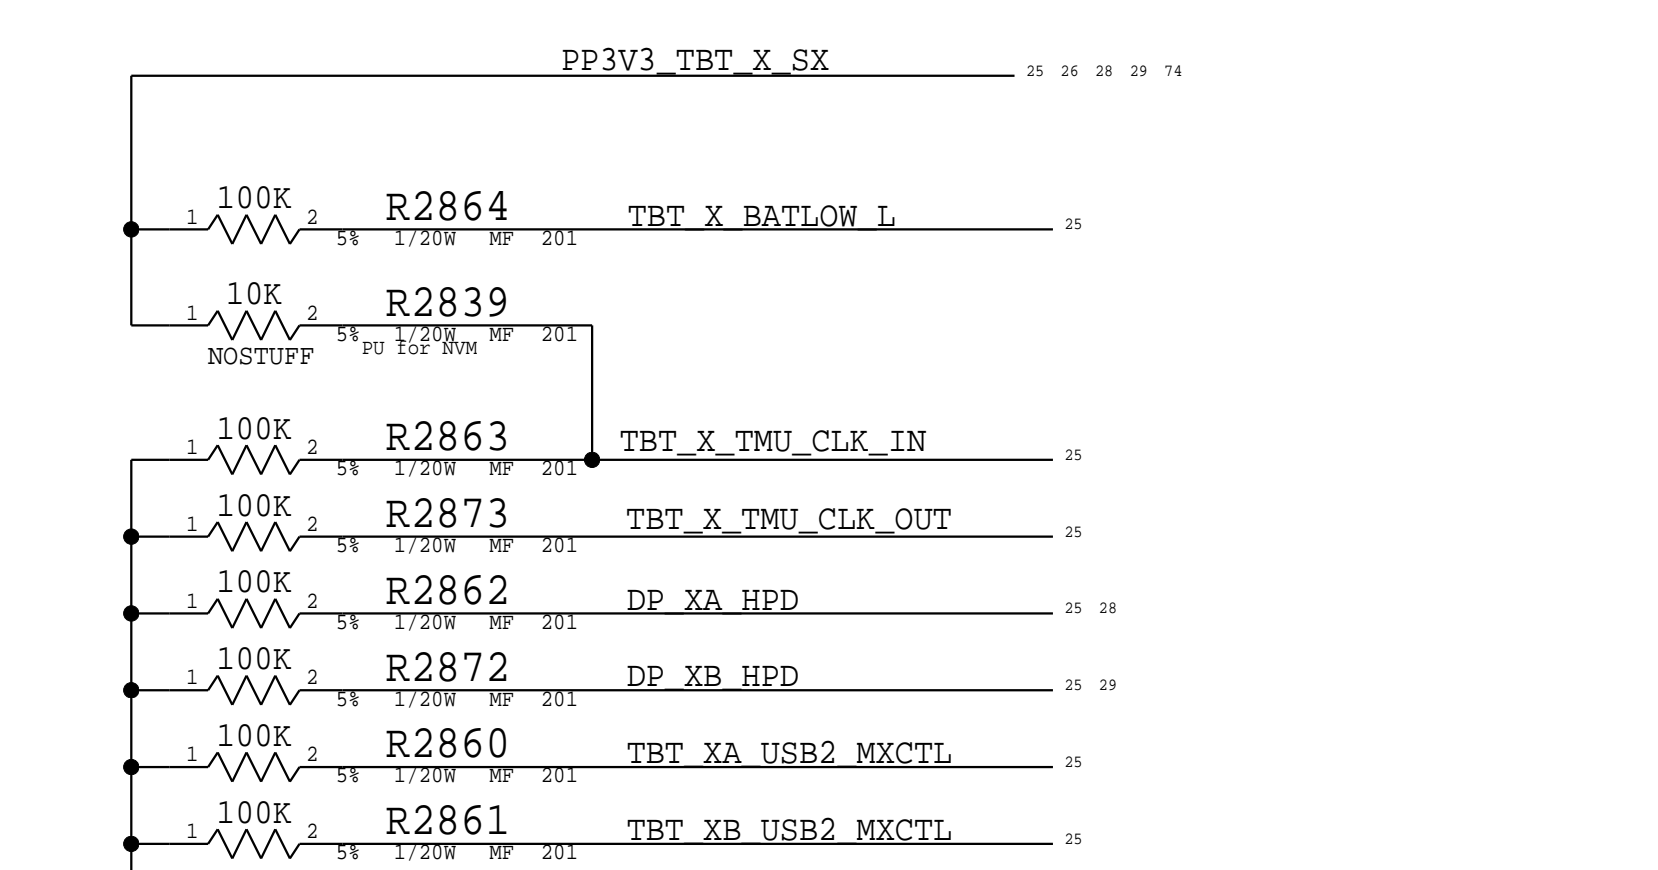 PP3V3_TBT_X_SX 25 26 28 29 74
100K R2864 TBT_X_BATLOW_L
1 2 25
5% 1/20W MF 201
10K R2839
1 2
5% 1/20W MF 201
NOSTUFF PU for NVM
100K R2863 TBT_X_TMU_CLK_IN
1 2 25
5% 1/20W MF 201
100K R2873 TBT_X_TMU_CLK_OUT
1 2 25
5% 1/20W MF 201
100K R2862 DP_XA_HPD
1 2 25 28
5% 1/20W MF 201
100K R2872 DP_XB_HPD
1 2 25 29
5% 1/20W MF 201
100K R2860 TBT_XA_USB2_MXCTL
1 2 25
5% 1/20W MF 201
100K R2861 TBT_XB_USB2_MXCTL
1 2 25
5% 1/20W MF 201